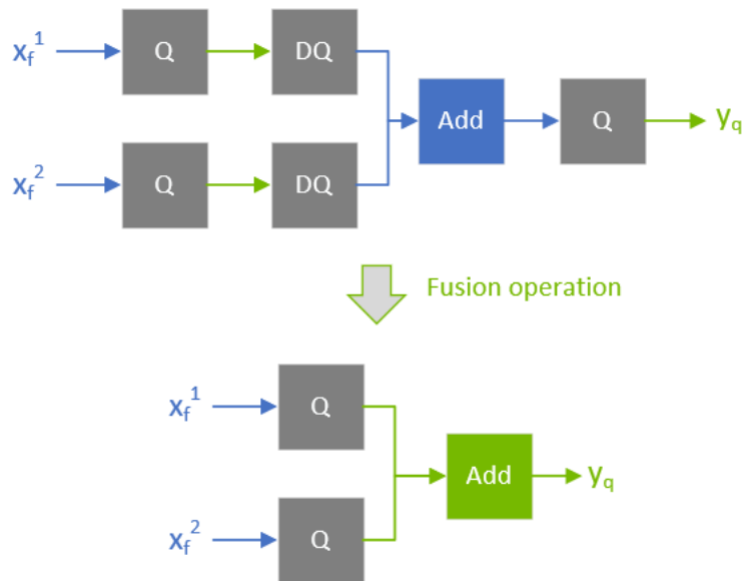 x_f^1 Q DQ
Add Q y_q
x_f^2 Q DQ
Fusion operation
x_f^1 Q
Add y_q
x_f^2 Q